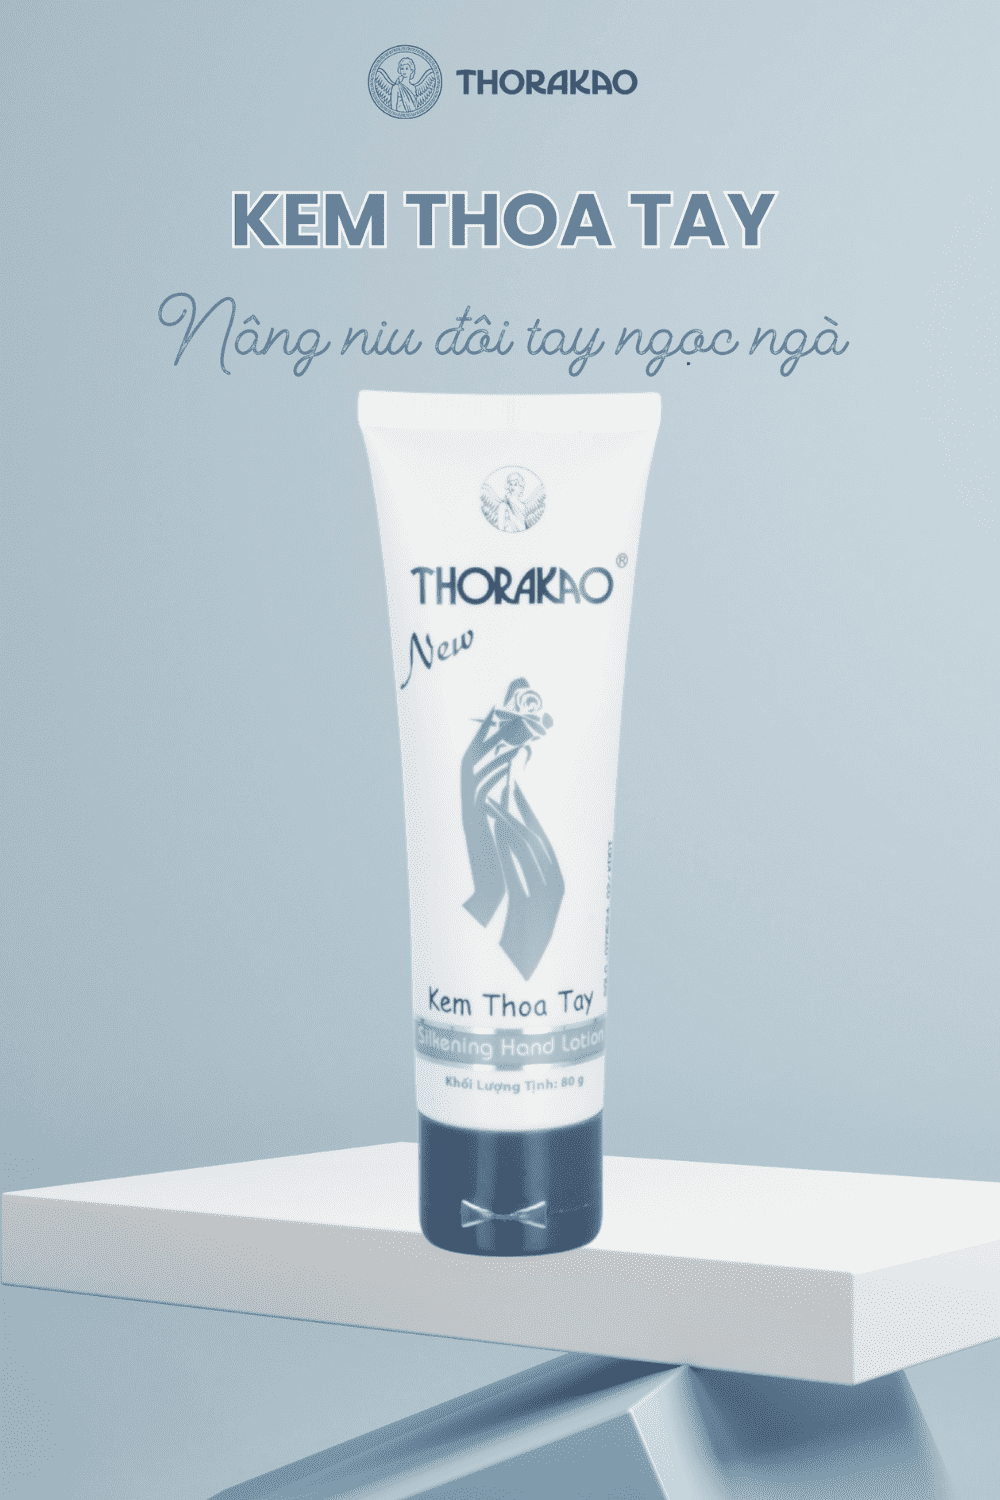 THORAKAO
KEM THOA TAY
Nâng niu đôi tay ngọc ngà
THORAKAO®
New
Kem Thoa Tay
Silkening Hand Lotion
Khối Lượng Tịnh: 80 g